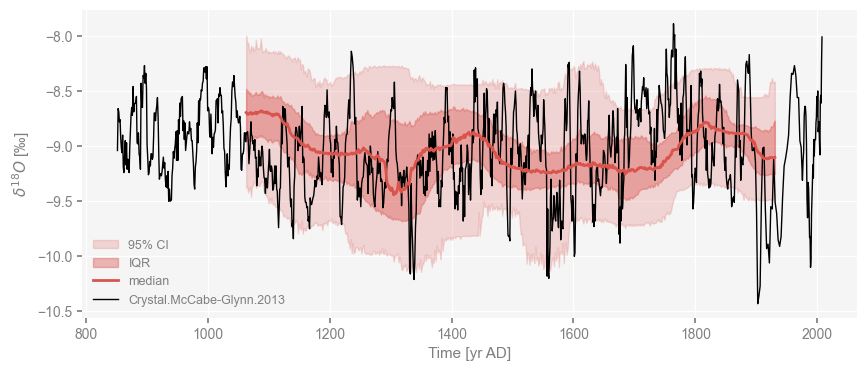 −8.0
−8.5
−9.0
−9.5
−10.0
−10.5
δ¹⁸O [‰]
95% CI
IQR
median
Crystal.McCabe-Glynn.2013
800 1000 1200 1400 1600 1800 2000
Time [yr AD]